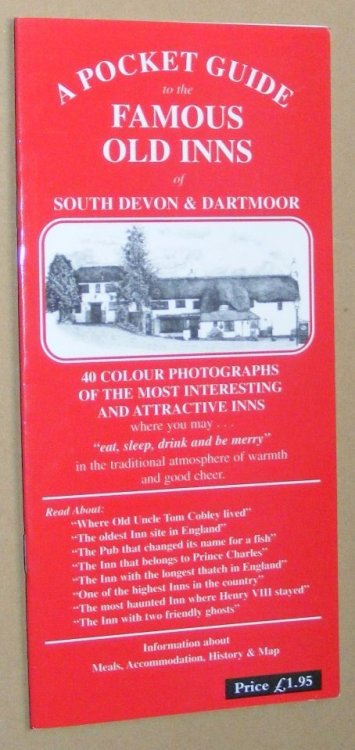 A POCKET GUIDE
to the
FAMOUS
OLD INNS
of
SOUTH DEVON & DARTMOOR
40 COLOUR PHOTOGRAPHS
OF THE MOST INTERESTING
AND ATTRACTIVE INNS
where you may . . .
"eat, sleep, drink and be merry"
in the traditional atmosphere of warmth
and good cheer.
Read About:
"Where Old Uncle Tom Cobley lived"
"The oldest Inn site in England"
"The Pub that changed its name for a fish"
"The Inn that belongs to Prince Charles"
"The Inn with the longest thatch in England"
"One of the highest Inns in the country"
"The most haunted Inn where Henry VIII stayed"
"The Inn with two friendly ghosts"
Information about
Meals, Accommodation, History & Map
Price £1.95